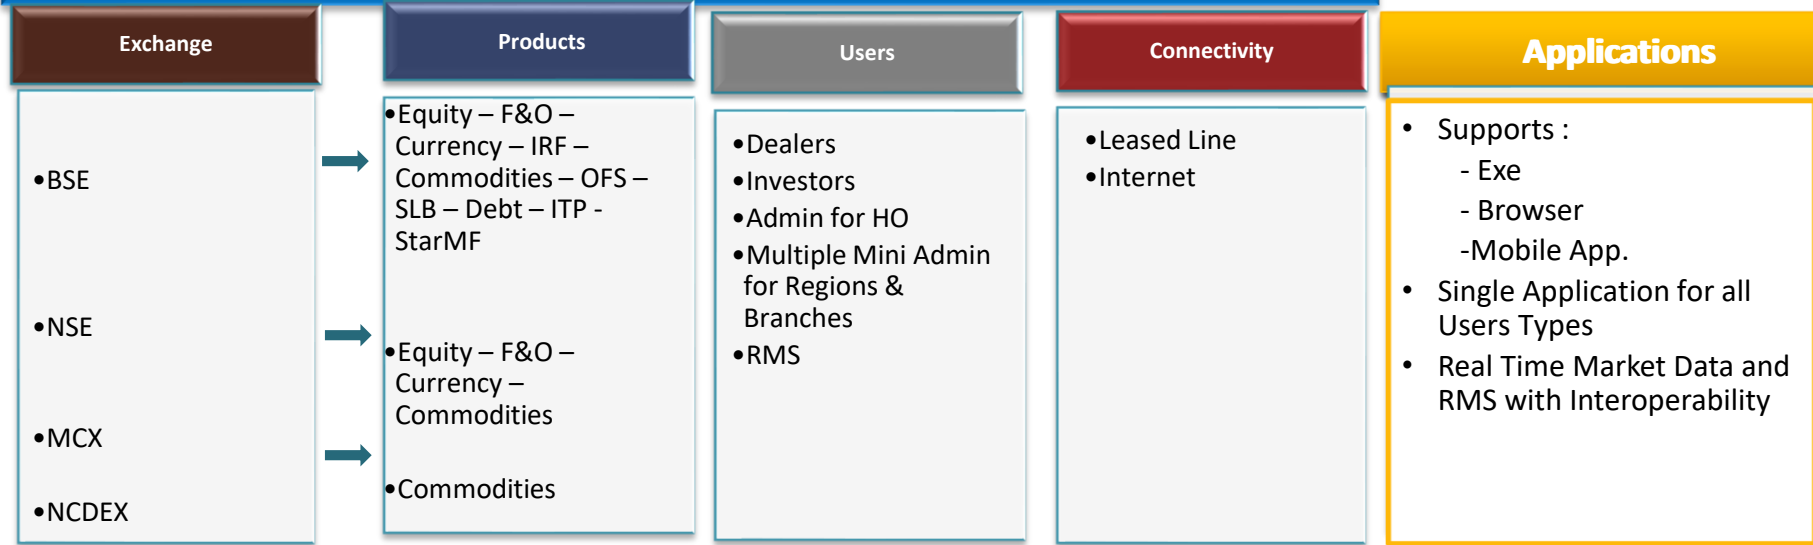 Exchange
•BSE
•NSE
•MCX
•NCDEX
Products
•Equity – F&O –
Currency – IRF –
Commodities – OFS –
SLB – Debt – ITP -
StarMF
•Equity – F&O –
Currency –
Commodities
•Commodities
Users
•Dealers
•Investors
•Admin for HO
•Multiple Mini Admin
for Regions &
Branches
•RMS
Connectivity
•Leased Line
•Internet
Applications
• Supports :
- Exe
- Browser
-Mobile App.
• Single Application for all
Users Types
• Real Time Market Data and
RMS with Interoperability